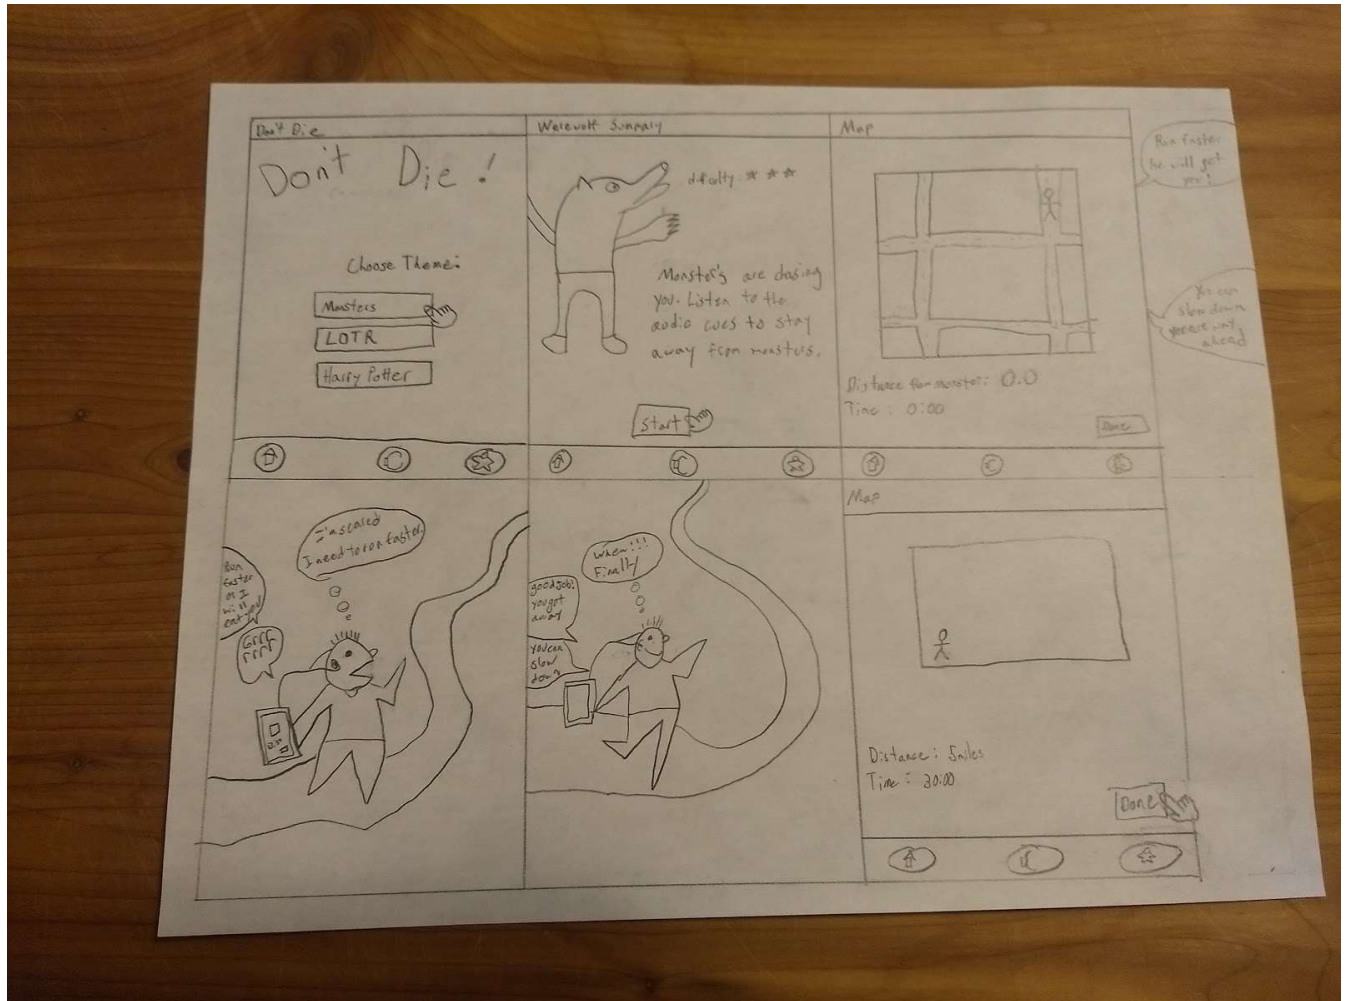 Don't Die
Don't Die!
Choose Theme:
Monsters
LOTR
Harry Potter
Werewolf Summary
dificulty
Monster's are chasing
you. Listen to the
audio cues to stay
away from monsters.
Start
Map
Distance from monster: 0.0
Time: 0:00
Done
Run faster
he will get
you!
You can
slow down
you are way
ahead
I'm scared
I need to run faster.
Run
faster
or I
will
eat you
Grrr
rrrr
Whew!!!
Finally
good job!
you got
away
you can
slow
down
Map
Distance: 5miles
Time: 30:00
Done